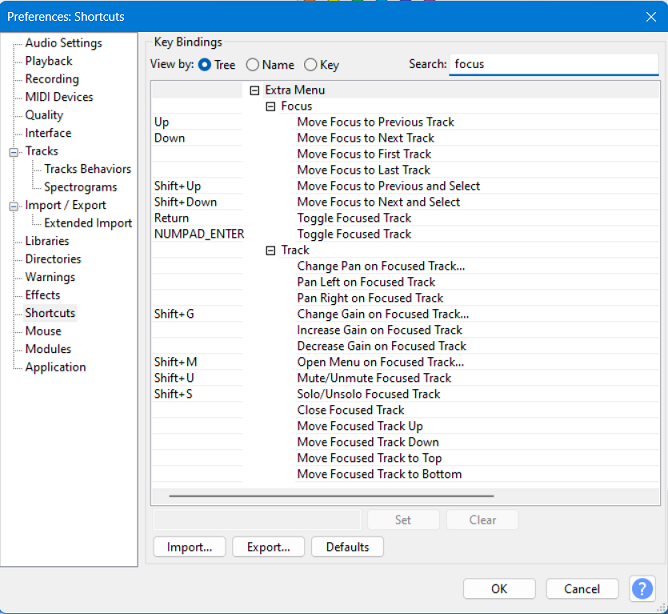 Preferences: Shortcuts
Audio Settings
Playback
Recording
MIDI Devices
Quality
Interface
Tracks
Tracks Behaviors
Spectrograms
Import / Export
Extended Import
Libraries
Directories
Warnings
Effects
Shortcuts
Mouse
Modules
Application
Key Bindings
View by: Tree Name Key Search: focus
Extra Menu
Focus
Up Move Focus to Previous Track
Down Move Focus to Next Track
Move Focus to First Track
Move Focus to Last Track
Shift+Up Move Focus to Previous and Select
Shift+Down Move Focus to Next and Select
Return Toggle Focused Track
NUMPAD_ENTER Toggle Focused Track
Track
Change Pan on Focused Track...
Pan Left on Focused Track
Pan Right on Focused Track
Shift+G Change Gain on Focused Track...
Increase Gain on Focused Track
Decrease Gain on Focused Track
Shift+M Open Menu on Focused Track...
Shift+U Mute/Unmute Focused Track
Shift+S Solo/Unsolo Focused Track
Close Focused Track
Move Focused Track Up
Move Focused Track Down
Move Focused Track to Top
Move Focused Track to Bottom
Set Clear
Import... Export... Defaults
OK Cancel ?